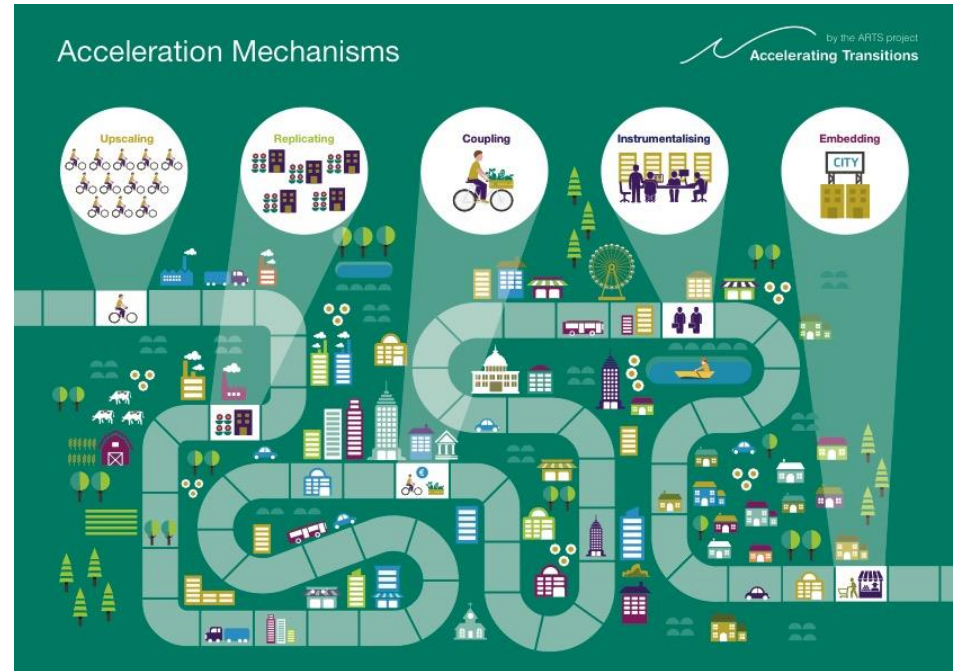 Acceleration Mechanisms
by the ARTS project
Accelerating Transitions
Upscaling
Replicating
Coupling
Instrumentalising
Embedding
CITY
€